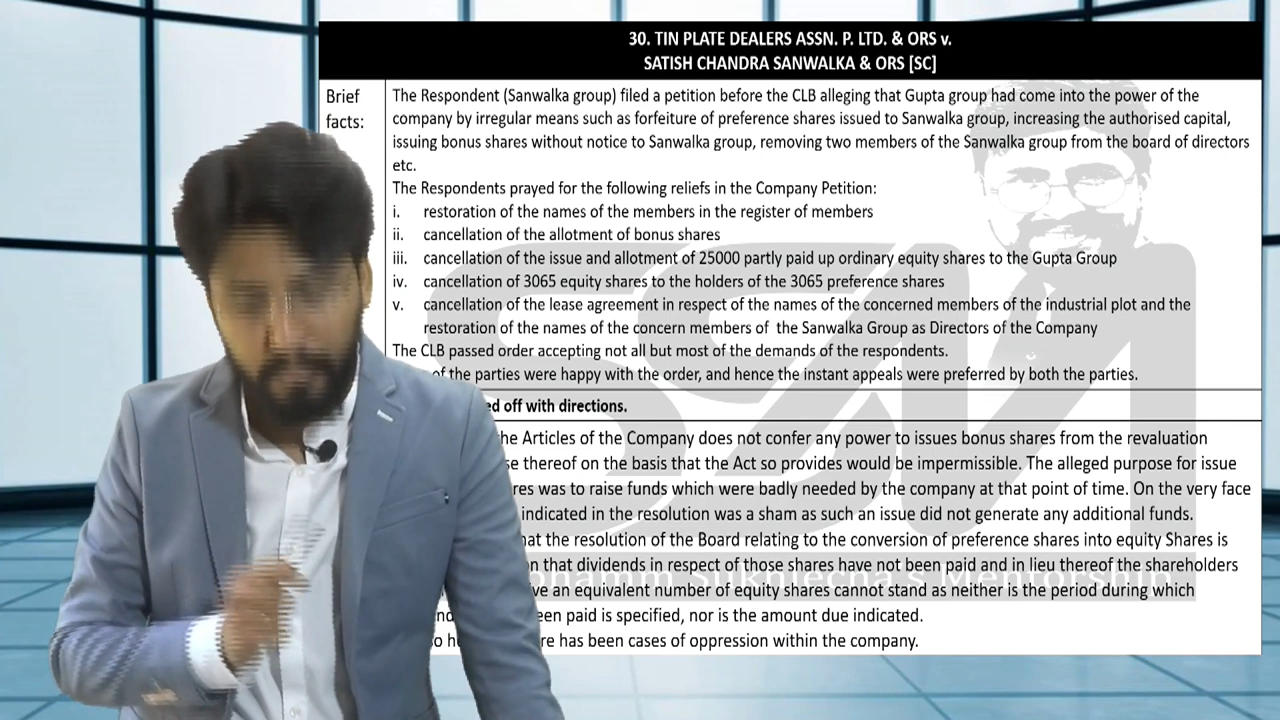 30. TIN PLATE DEALERS ASSN. P. LTD. & ORS v.
SATISH CHANDRA SANWALKA & ORS [SC]
Brief
facts:
The Respondent (Sanwalka group) filed a petition before the CLB alleging that Gupta group had come into the power of the
company by irregular means such as forfeiture of preference shares issued to Sanwalka group, increasing the authorised capital,
issuing bonus shares without notice to Sanwalka group, removing two members of the Sanwalka group from the board of directors
etc.
The Respondents prayed for the following reliefs in the Company Petition:
i. restoration of the names of the members in the register of members
ii. cancellation of the allotment of bonus shares
iii. cancellation of the issue and allotment of 25000 partly paid up ordinary equity shares to the Gupta Group
iv. cancellation of 3065 equity shares to the holders of the 3065 preference shares
v. cancellation of the lease agreement in respect of the names of the concerned members of the industrial plot and the
restoration of the names of the concern members of the Sanwalka Group as Directors of the Company
The CLB passed order accepting not all but most of the demands of the respondents.
of the parties were happy with the order, and hence the instant appeals were preferred by both the parties.
off with directions.
the Articles of the Company does not confer any power to issues bonus shares from the revaluation
thereof on the basis that the Act so provides would be impermissible. The alleged purpose for issue
was to raise funds which were badly needed by the company at that point of time. On the very face
indicated in the resolution was a sham as such an issue did not generate any additional funds.
the resolution of the Board relating to the conversion of preference shares into equity Shares is
that dividends in respect of those shares have not been paid and in lieu thereof the shareholders
an equivalent number of equity shares cannot stand as neither is the period during which
paid is specified, nor is the amount due indicated.
has been cases of oppression within the company.
SSM
Mentorship